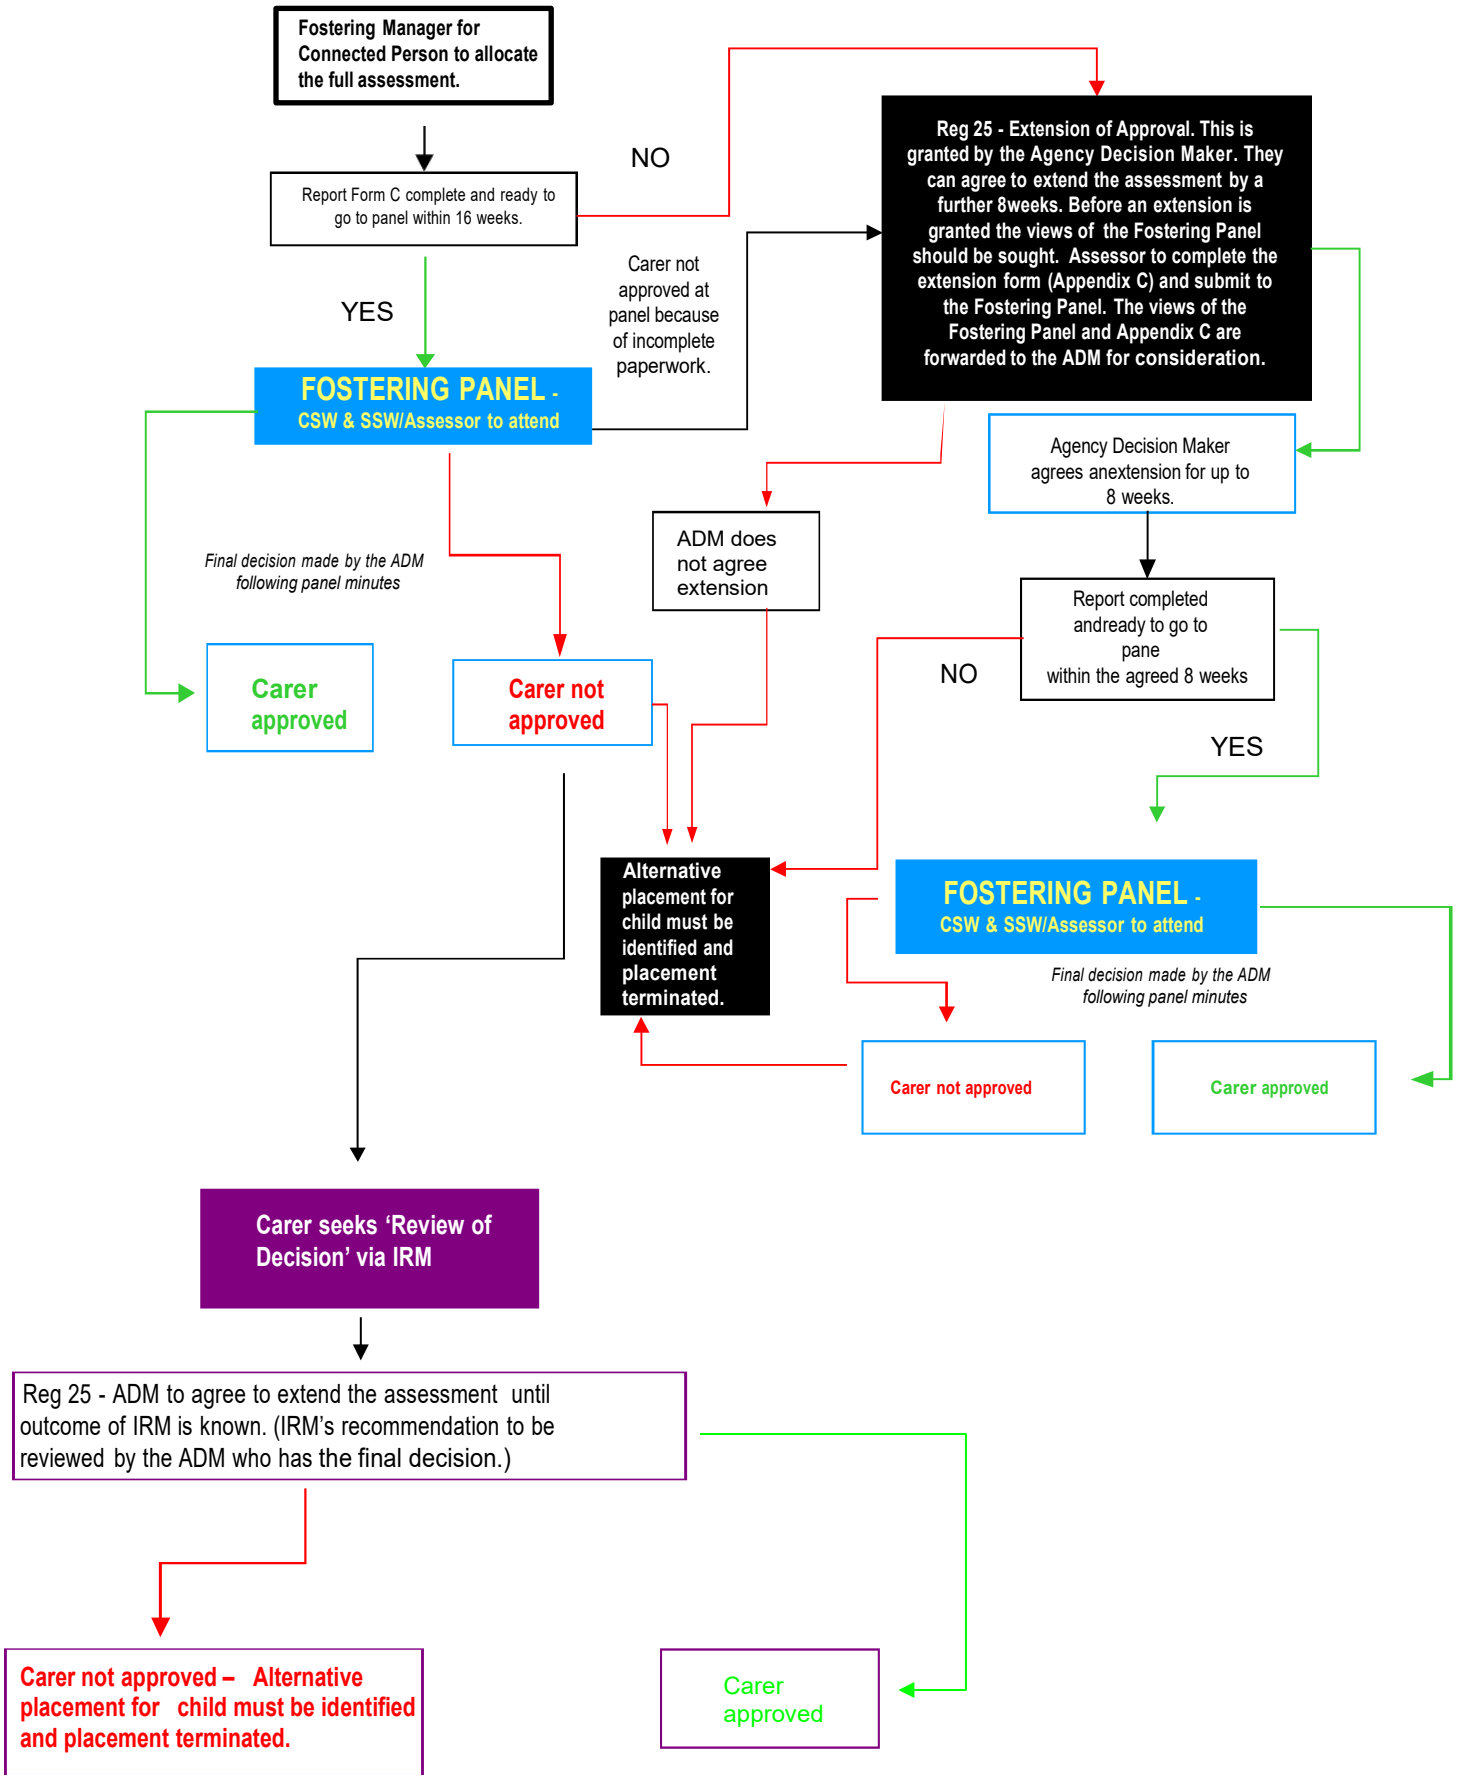 Fostering Manager for
Connected Person to allocate
the full assessment.
NO
Report Form C complete and ready to
go to panel within 16 weeks.
Reg 25 - Extension of Approval. This is
granted by the Agency Decision Maker. They
can agree to extend the assessment by a
further 8weeks. Before an extension is
granted the views of the Fostering Panel
should be sought. Assessor to complete the
extension form (Appendix C) and submit to
the Fostering Panel. The views of the
Fostering Panel and Appendix C are
forwarded to the ADM for consideration.
Carer not
approved at
panel because
of incomplete
paperwork.
YES
FOSTERING PANEL -
CSW & SSW/Assessor to attend
Agency Decision Maker
agrees anextension for up to
8 weeks.
ADM does
not agree
extension
Final decision made by the ADM
following panel minutes
Report completed
andready to go to
pane
within the agreed 8 weeks
NO
Carer
approved
Carer not
approved
YES
Alternative
placement for
child must be
identified and
placement
terminated.
FOSTERING PANEL -
CSW & SSW/Assessor to attend
Final decision made by the ADM
following panel minutes
Carer not approved
Carer approved
Carer seeks ‘Review of
Decision’ via IRM
Reg 25 - ADM to agree to extend the assessment until
outcome of IRM is known. (IRM’s recommendation to be
reviewed by the ADM who has the final decision.)
Carer not approved – Alternative
placement for child must be identified
and placement terminated.
Carer
approved